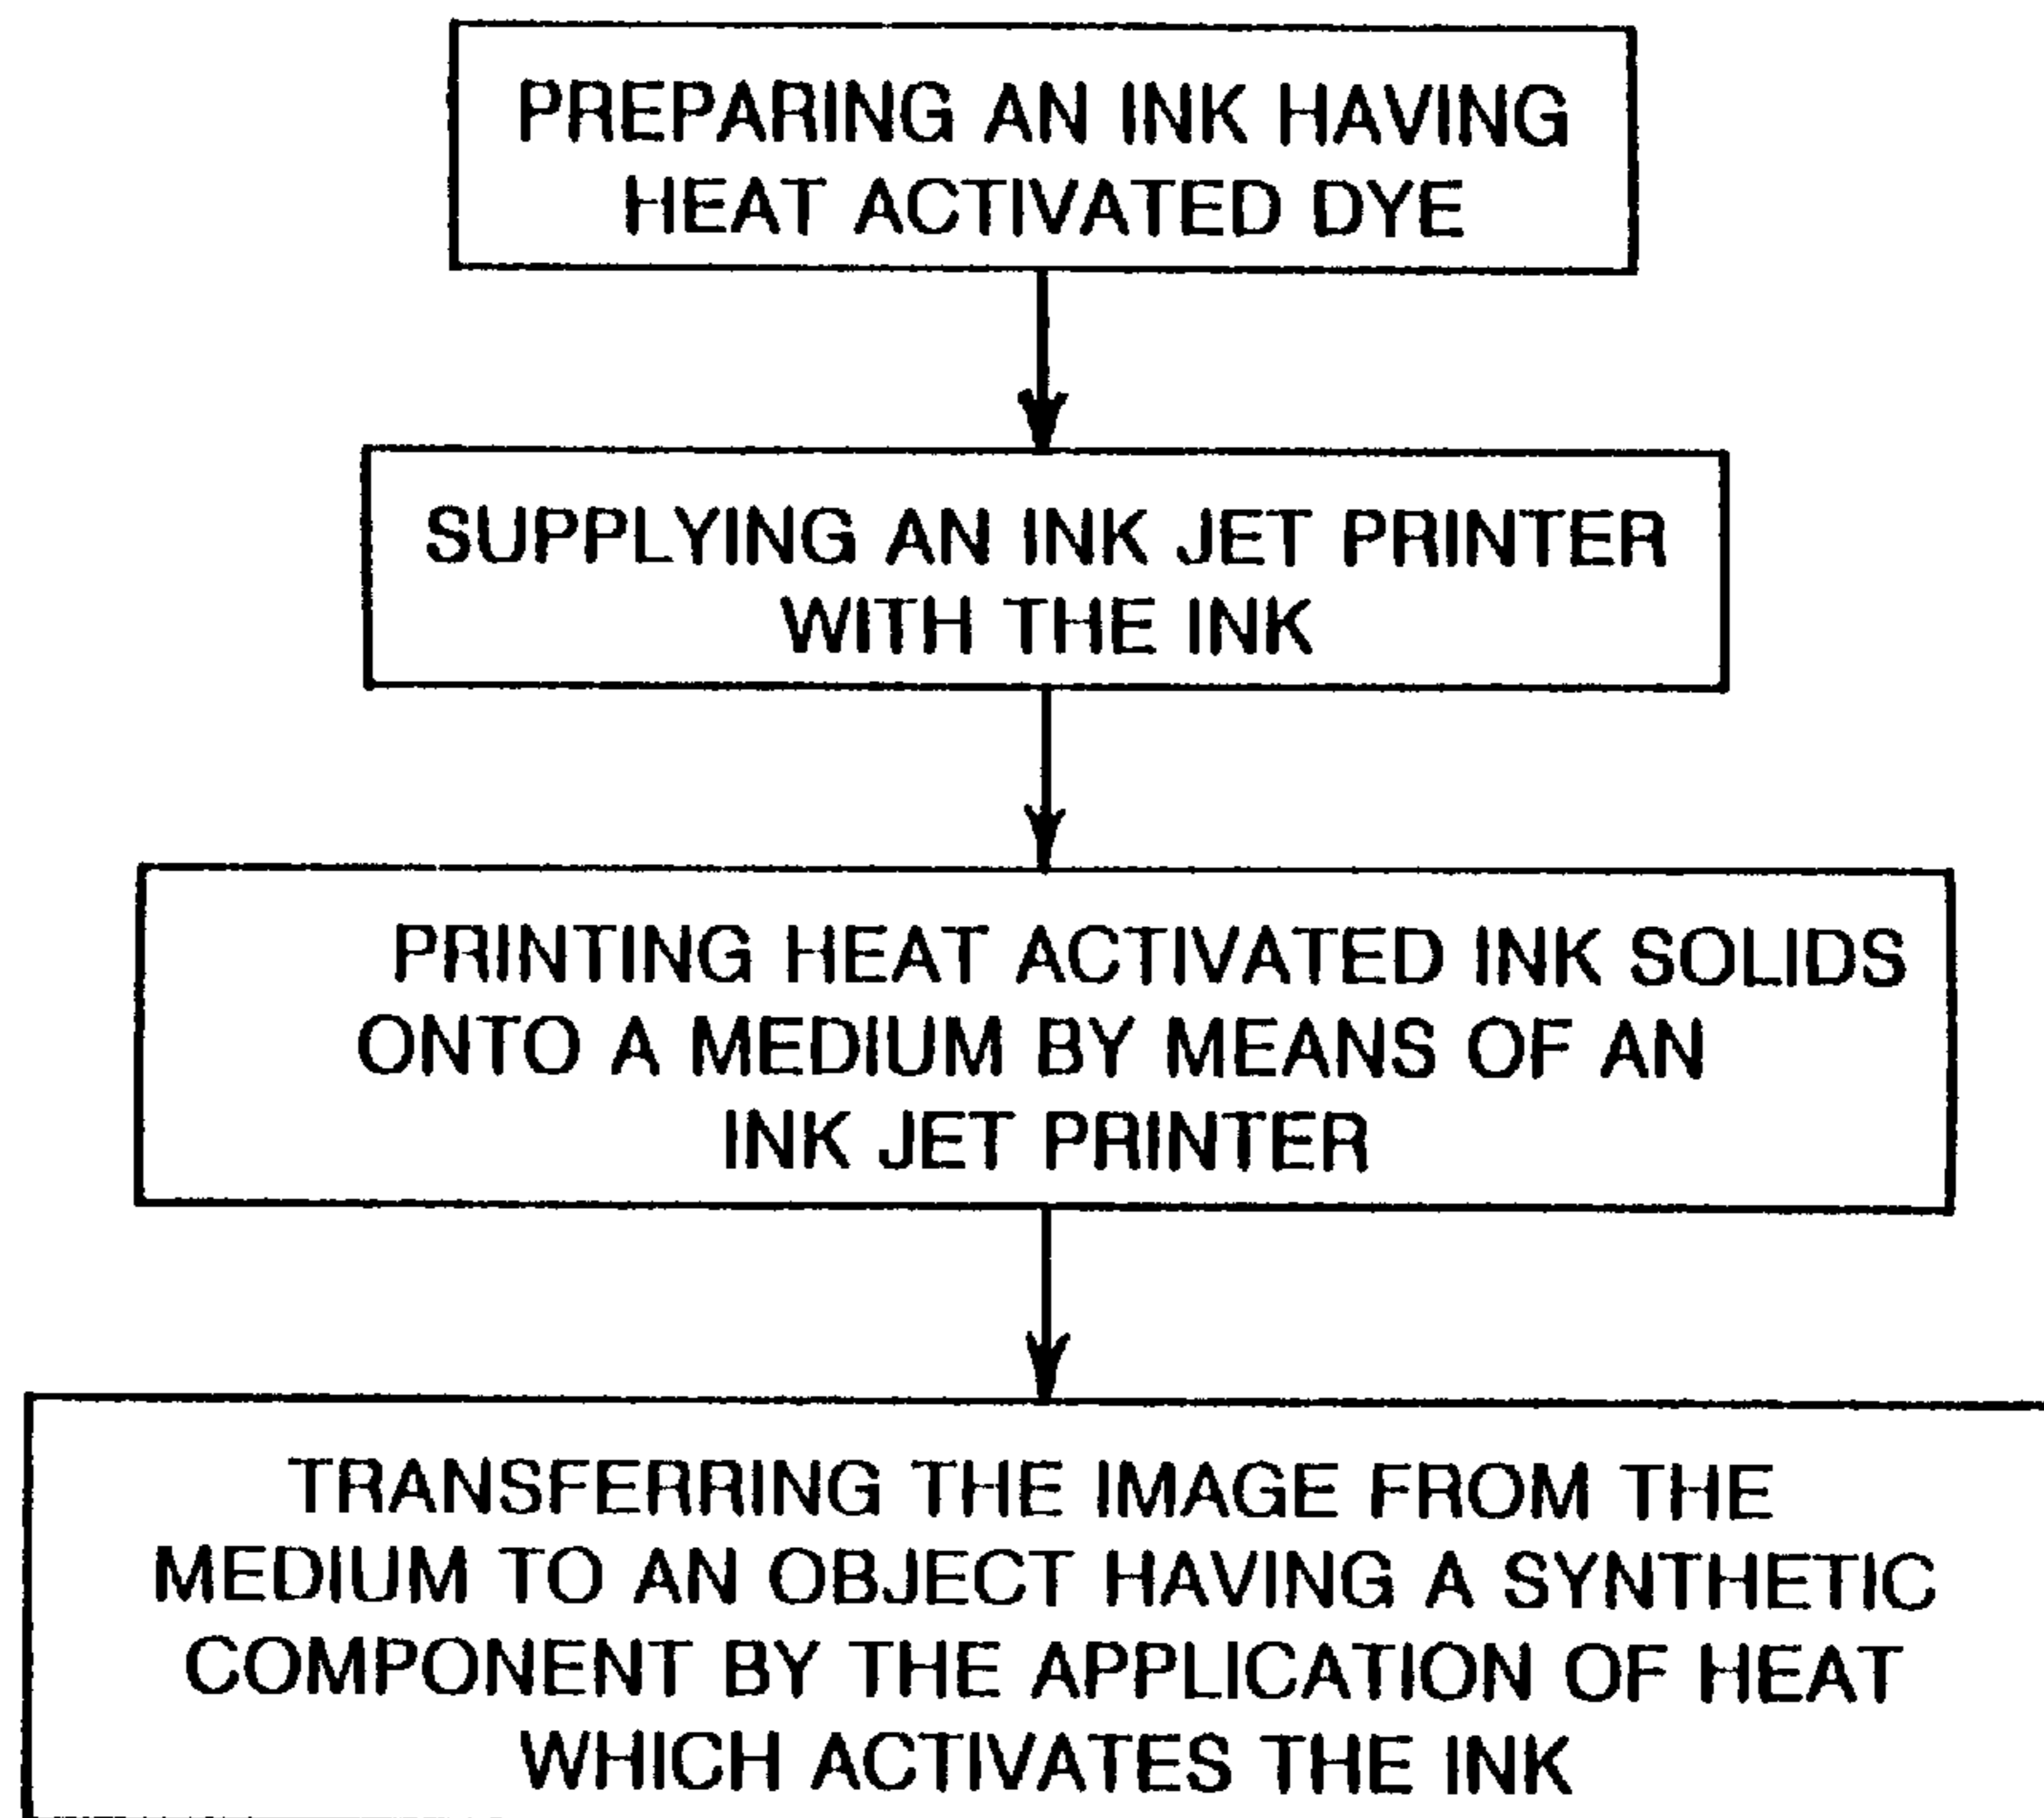 PREPARING AN INK HAVING
HEAT ACTIVATED DYE
SUPPLYING AN INK JET PRINTER
WITH THE INK
PRINTING HEAT ACTIVATED INK SOLIDS
ONTO A MEDIUM BY MEANS OF AN
INK JET PRINTER
TRANSFERRING THE IMAGE FROM THE
MEDIUM TO AN OBJECT HAVING A SYNTHETIC
COMPONENT BY THE APPLICATION OF HEAT
WHICH ACTIVATES THE INK